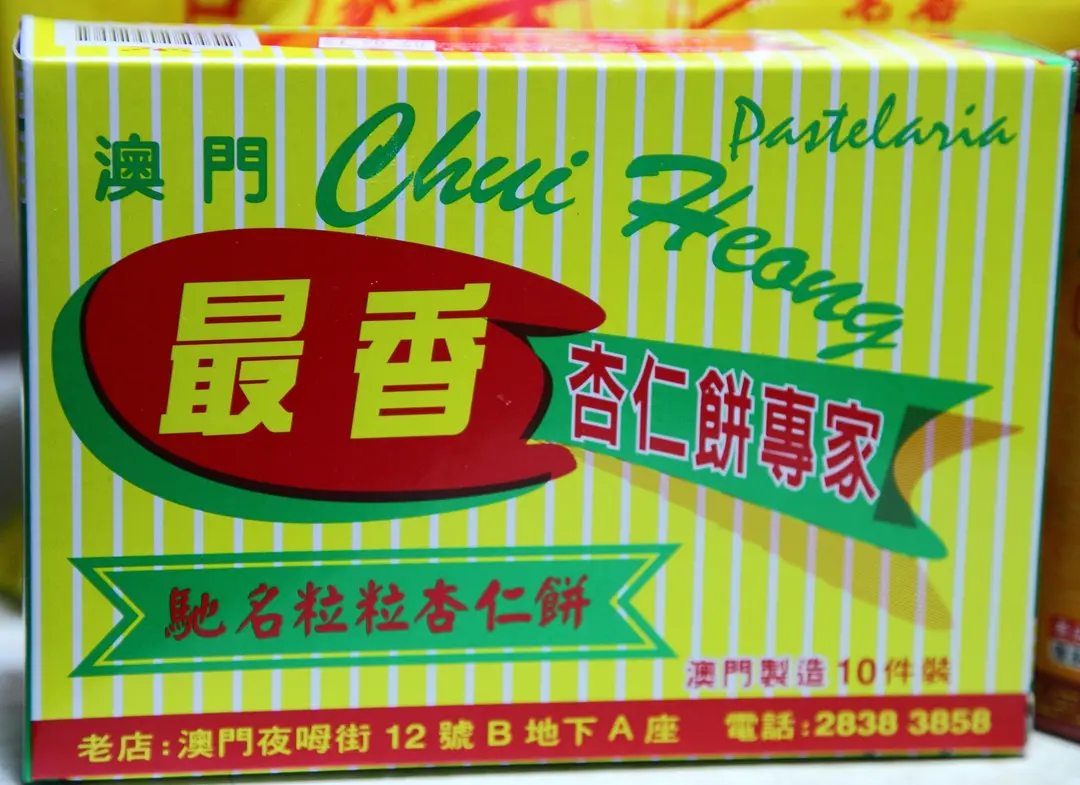 澳門 Chui Heong Pastelaria
最香
杏仁餅專家
馳名粒粒杏仁餅
澳門製造10件裝
老店:澳門夜呣街12號B地下A座 電話:2838 3858